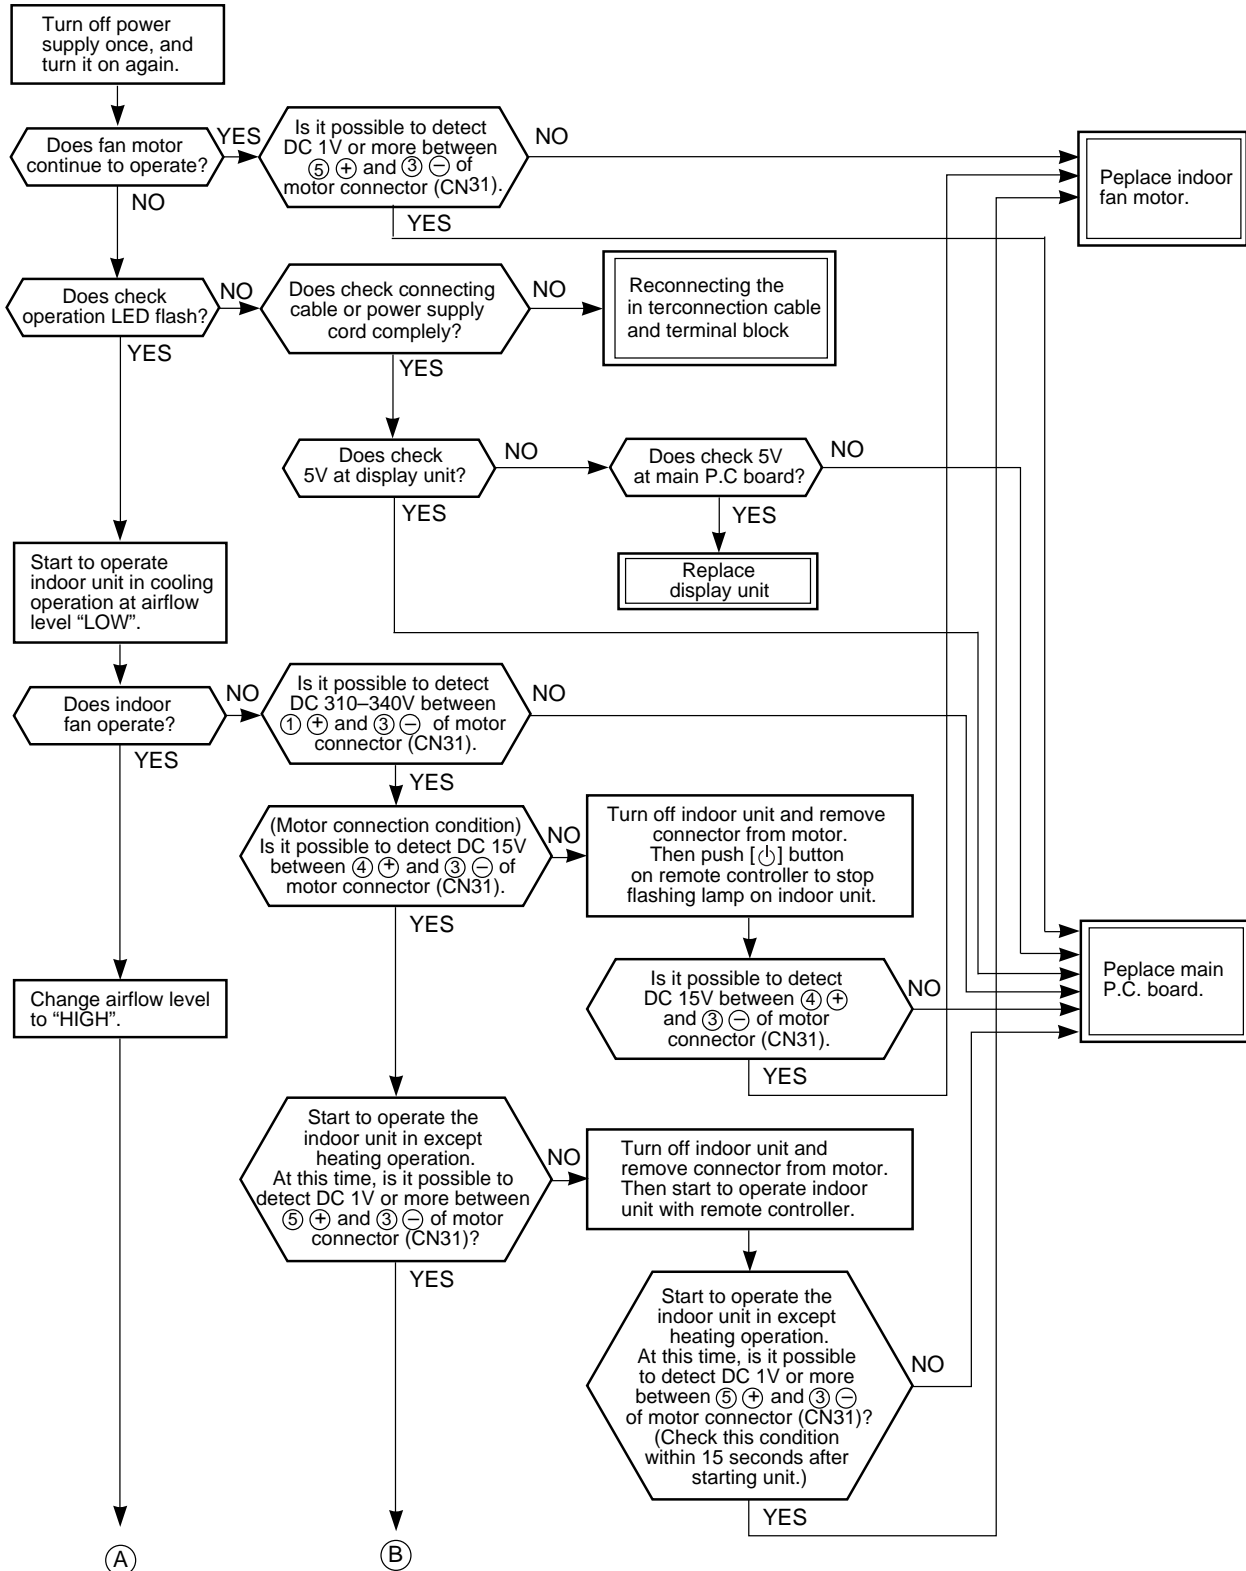 Turn off power
supply once, and
turn it on again.
Does fan motor
continue to operate?
YES
NO
Is it possible to detect
DC 1V or more between
⑤ ⊕ and ③ ⊖ of
motor connector (CN31).
NO
YES
Peplace indoor
fan motor.
Does check
operation LED flash?
NO
YES
Does check connecting
cable or power supply
cord complely?
NO
YES
Reconnecting the
in terconnection cable
and terminal block
Does check
5V at display unit?
NO
YES
Does check 5V
at main P.C board?
NO
YES
Replace
display unit
Start to operate
indoor unit in cooling
operation at airflow
level “LOW”.
Does indoor
fan operate?
NO
YES
Is it possible to detect
DC 310–340V between
① ⊕ and ③ ⊖ of motor
connector (CN31).
NO
YES
(Motor connection condition)
Is it possible to detect DC 15V
between ④ ⊕ and ③ ⊖ of
motor connector (CN31).
NO
YES
Turn off indoor unit and remove
connector from motor.
Then push [⏻] button
on remote controller to stop
flashing lamp on indoor unit.
Is it possible to detect
DC 15V between ④ ⊕
and ③ ⊖ of motor
connector (CN31).
NO
YES
Peplace main
P.C. board.
Change airflow level
to “HIGH”.
Start to operate the
indoor unit in except
heating operation.
At this time, is it possible to
detect DC 1V or more between
⑤ ⊕ and ③ ⊖ of motor
connector (CN31)?
NO
YES
Turn off indoor unit and
remove connector from motor.
Then start to operate indoor
unit with remote controller.
Start to operate the
indoor unit in except
heating operation.
At this time, is it possible
to detect DC 1V or more
between ⑤ ⊕ and ③ ⊖
of motor connector (CN31)?
(Check this condition
within 15 seconds after
starting unit.)
NO
YES
Ⓐ
Ⓑ